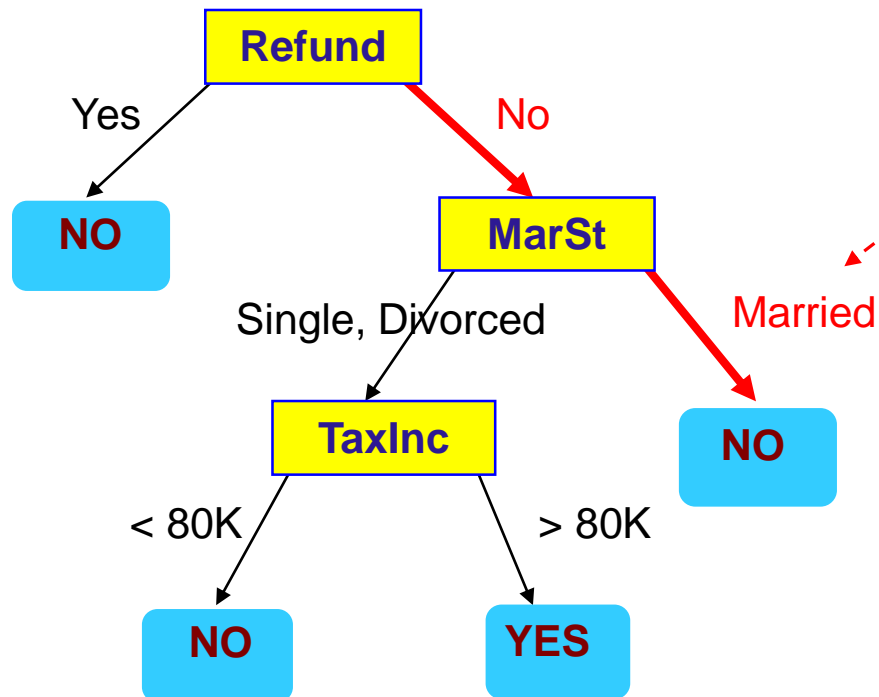 Refund
Yes
No
NO
MarSt
Single, Divorced
Married
TaxInc
NO
< 80K
> 80K
NO
YES